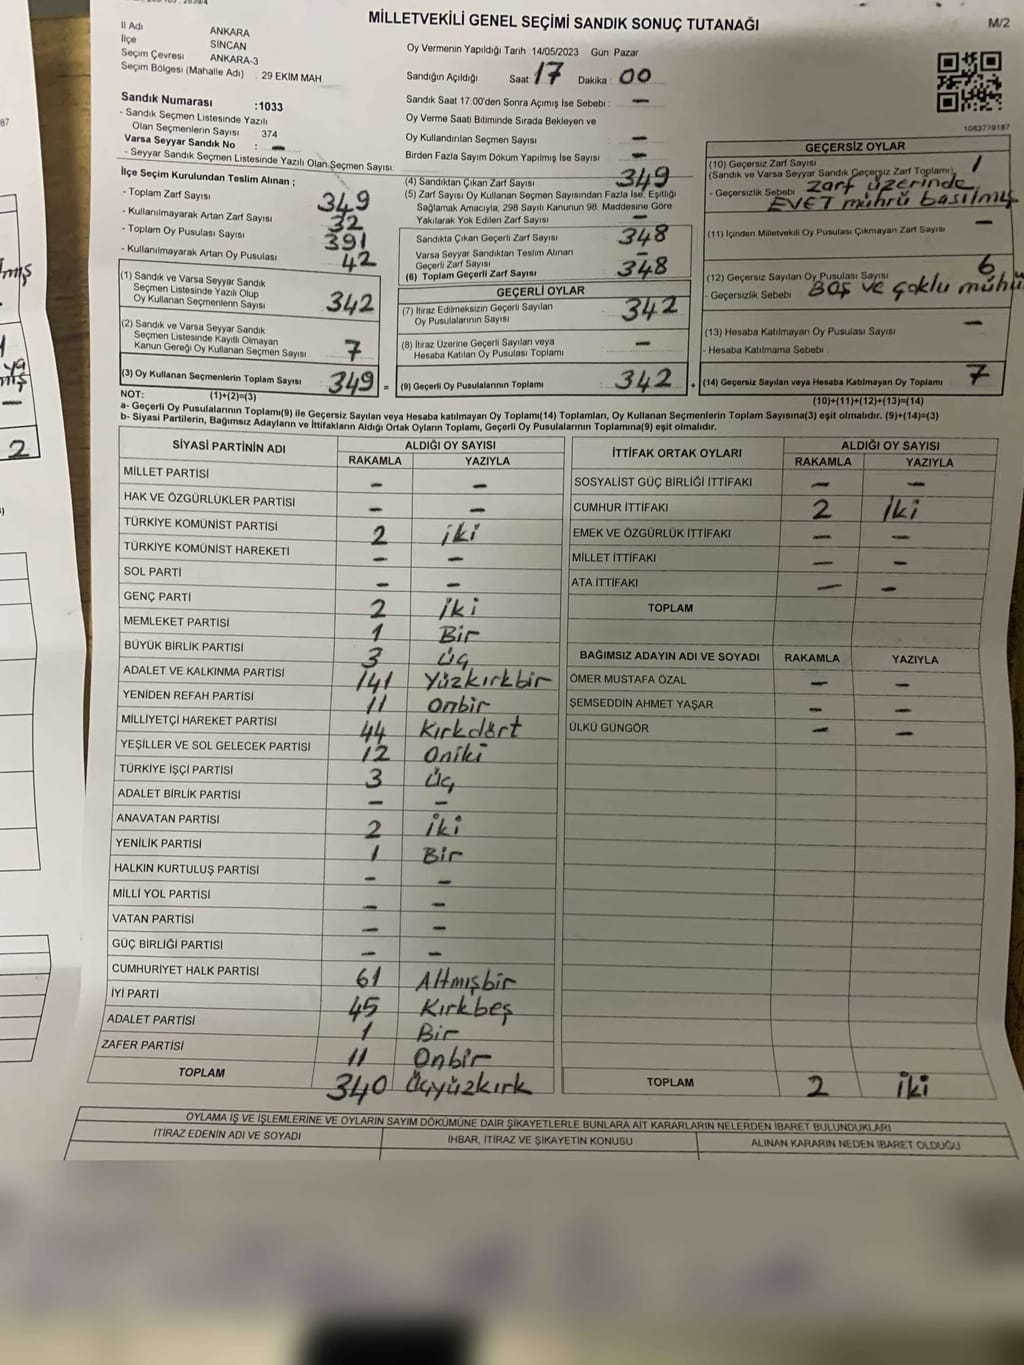 MİLLETVEKİLİ GENEL SEÇİMİ SANDIK SONUÇ TUTANAĞI
M/2
İl Adı ANKARA
İlçe SİNCAN
Seçim Çevresi ANKARA-3
Seçim Bölgesi (Mahalle Adı) . 29 EKİM MAH.
Oy Vermenin Yapıldığı Tarih :14/05/2023 Gün Pazar
Sandığın Açıldığı Saat: 17 Dakika : 00
Sandık Numarası :1033
- Sandık Seçmen Listesinde Yazılı
Olan Seçmenlerin Sayısı : 374
Varsa Seyyar Sandık No : -
- Seyyar Sandık Seçmen Listesinde Yazılı Olan Seçmen Sayısı
Sandık Saat 17:00'den Sonra Açımış İse Sebebi : -
Oy Verme Saati Bitiminde Sırada Bekleyen ve
Oy Kullandırılan Seçmen Sayısı -
Birden Fazla Sayım Döküm Yapılmış İse Sayısı -
1063779187
İlçe Seçim Kurulundan Teslim Alınan ;
- Toplam Zarf Sayısı 349
- Kullanılmayarak Artan Zarf Sayısı 32
- Toplam Oy Pusulası Sayısı 391
- Kullanılmayarak Artan Oy Pusulası 42
(1) Sandık ve Varsa Seyyar Sandık
Seçmen Listesinde Yazılı Olup
Oy Kullanan Seçmenlerin Sayısı 342
(2) Sandık ve Varsa Seyyar Sandık
Seçmen Listesinde Kayıtlı Olmayan
Kanun Gereği Oy Kullanan Seçmen Sayısı 7
(3) Oy Kullanan Seçmenlerin Toplam Sayısı 349 =
(4) Sandıktan Çıkan Zarf Sayısı 349
(5) Zarf Sayısı Oy Kullanan Seçmen Sayısından Fazla İse, Eşitliği
Sağlamak Amacıyla; 298 Sayılı Kanunun 98. Maddesine Göre
Yakılarak Yok Edilen Zarf Sayısı -
Sandıkta Çıkan Geçerli Zarf Sayısı 348
Varsa Seyyar Sandıktan Teslim Alınan
Geçerli Zarf Sayısı -
(6) Toplam Geçerli Zarf Sayısı 348
GEÇERLİ OYLAR
(7) İtiraz Edilmeksizin Geçerli Sayılan
Oy Pusulalarının Sayısı 342
(8) İtiraz Üzerine Geçerli Sayılan veya
Hesaba Katılan Oy Pusulası Toplamı -
(9) Geçerli Oy Pusulalarının Toplamı 342 +
GEÇERSİZ OYLAR
(10) Geçersiz Zarf Sayısı 1
(Sandık ve Varsa Seyyar Sandık Geçersiz Zarf Toplamı)
- Geçersizlik Sebebi zarf üzerinde
EVET mührü basılmış
(11) İçinden Milletvekili Oy Pusulası Çıkmayan Zarf Sayısı -
(12) Geçersiz Sayılan Oy Pusulası Sayısı 6
- Geçersizlik Sebebi Boş ve çoklu mühü
(13) Hesaba Katılmayan Oy Pusulası Sayısı -
- Hesaba Katılmama Sebebi
(14) Geçersiz Sayılan veya Hesaba Katılmayan Oy Toplamı 7
NOT: (1)+(2)=(3)
(10)+(11)+(12)+(13)=(14)
a- Geçerli Oy Pusulalarının Toplamı(9) ile Geçersiz Sayılan veya Hesaba katılmayan Oy Toplamı(14) Toplamları, Oy Kullanan Seçmenlerin Toplam Sayısına(3) eşit olmalıdır. (9)+(14)=(3)
b- Siyasi Partilerin, Bağımsız Adayların ve İttifakların Aldığı Ortak Oyların Toplamı, Geçerli Oy Pusulalarının Toplamına(9) eşit olmalıdır.
SİYASİ PARTİNİN ADI ALDIĞI OY SAYISI
RAKAMLA YAZIYLA
MİLLET PARTİSİ - -
HAK VE ÖZGÜRLÜKLER PARTİSİ - -
TÜRKİYE KOMÜNİST PARTİSİ 2 iki
TÜRKİYE KOMÜNİST HAREKETİ - -
SOL PARTİ - -
GENÇ PARTİ 2 iki
MEMLEKET PARTİSİ 1 Bir
BÜYÜK BİRLİK PARTİSİ 3 üç
ADALET VE KALKINMA PARTİSİ 141 Yüzkırkbir
YENİDEN REFAH PARTİSİ 11 onbir
MİLLİYETÇİ HAREKET PARTİSİ 44 Kırkdört
YEŞİLLER VE SOL GELECEK PARTİSİ 12 Oniki
TÜRKİYE İŞÇİ PARTİSİ 3 üç
ADALET BİRLİK PARTİSİ - -
ANAVATAN PARTİSİ 2 iki
YENİLİK PARTİSİ 1 Bir
HALKIN KURTULUŞ PARTİSİ - -
MİLLİ YOL PARTİSİ - -
VATAN PARTİSİ - -
GÜÇ BİRLİĞİ PARTİSİ - -
CUMHURİYET HALK PARTİSİ 61 Altmışbir
İYİ PARTİ 45 Kırkbeş
ADALET PARTİSİ 1 Bir
ZAFER PARTİSİ 11 Onbir
TOPLAM 340 Üçyüzkırk
İTTİFAK ORTAK OYLARI ALDIĞI OY SAYISI
RAKAMLA YAZIYLA
SOSYALİST GÜÇ BİRLİĞİ İTTİFAKI - -
CUMHUR İTTİFAKI 2 İki
EMEK VE ÖZGÜRLÜK İTTİFAKI - -
MİLLET İTTİFAKI - -
ATA İTTİFAKI - -
TOPLAM
BAĞIMSIZ ADAYIN ADI VE SOYADI RAKAMLA YAZIYLA
ÖMER MUSTAFA ÖZAL - -
ŞEMSEDDİN AHMET YAŞAR - -
ÜLKÜ GÜNGÖR - -
TOPLAM 2 iki
OYLAMA İŞ VE İŞLEMLERİNE VE OYLARIN SAYIM DÖKÜMÜNE DAİR ŞİKAYETLERLE BUNLARA AİT KARARLARIN NELERDEN İBARET BULUNDUKLARI
İTİRAZ EDENİN ADI VE SOYADI İHBAR, İTİRAZ VE ŞİKAYETİN KONUSU ALINAN KARARIN NEDEN İBARET OLDUĞU